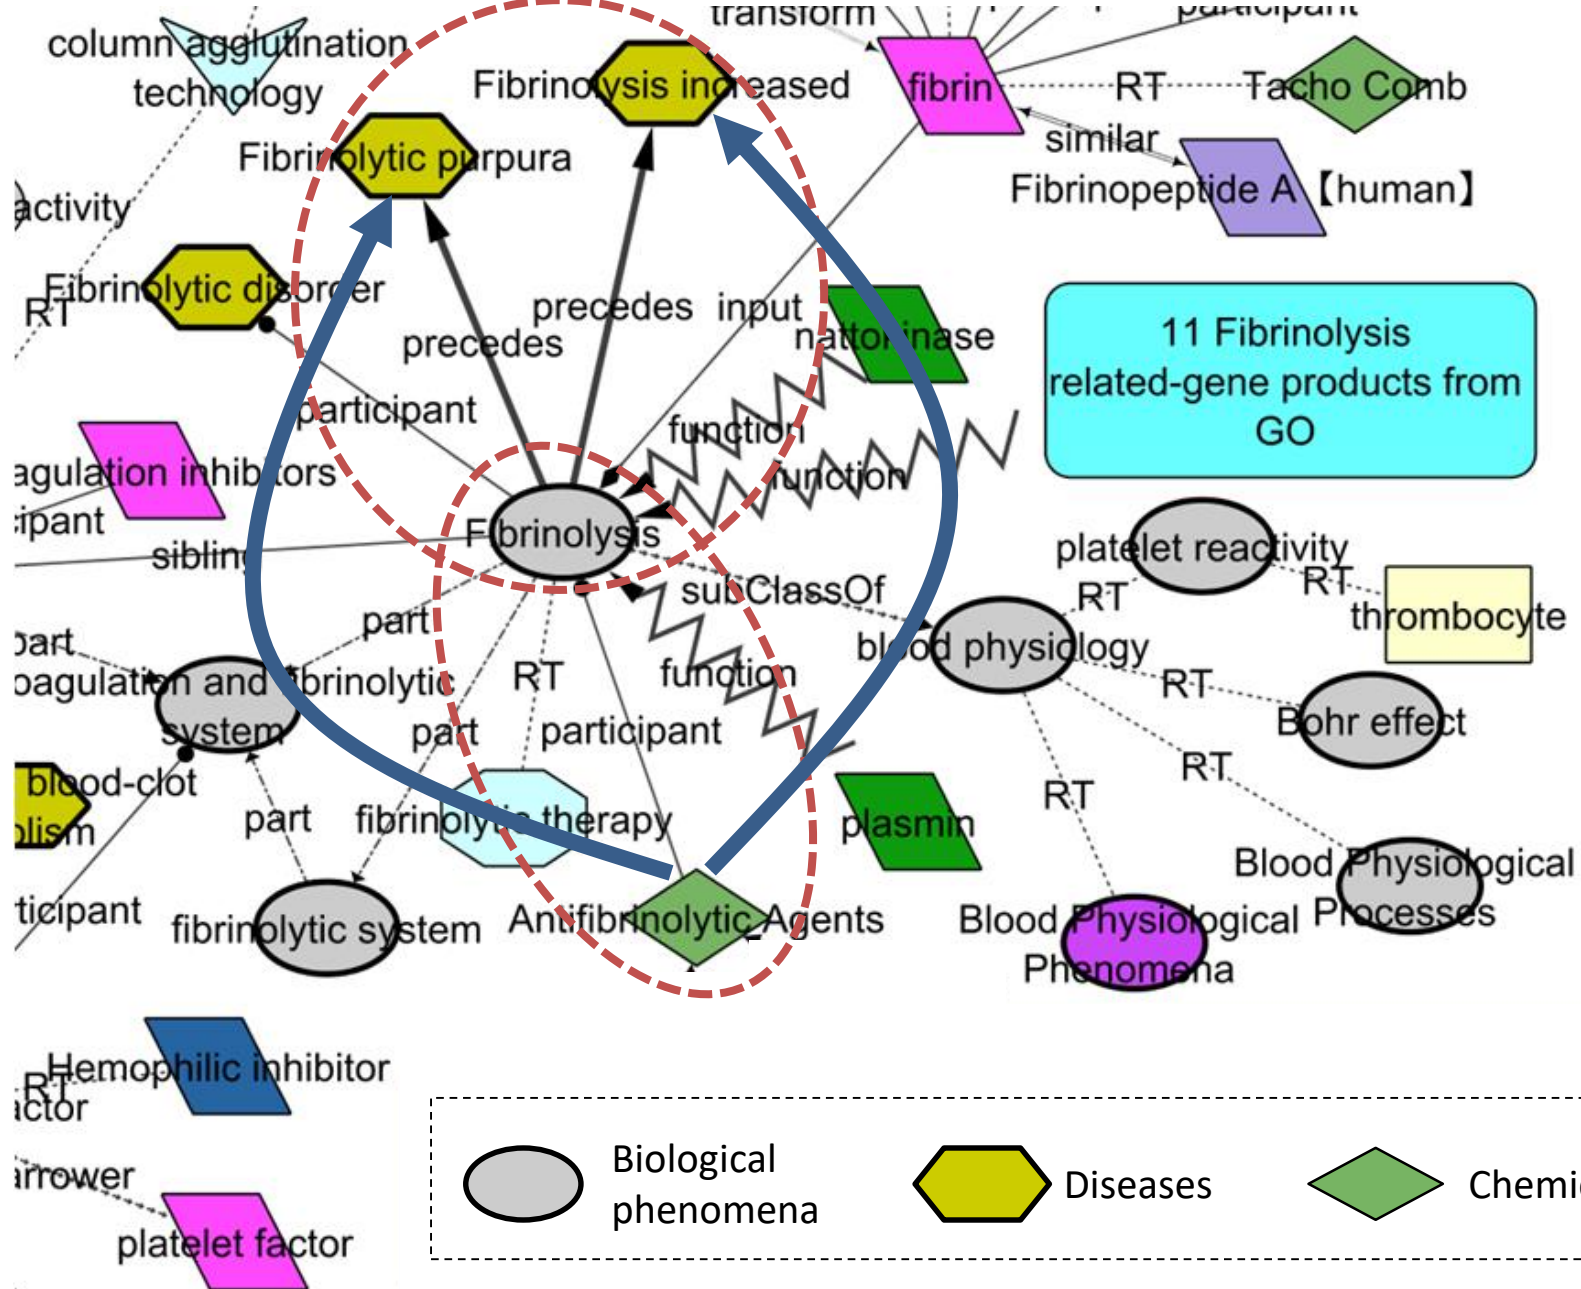 transform
participant
column agglutination
technology
Fibrinolysis increased
fibrin
RT
Tacho Comb
similar
Fibrinolytic purpura
Fibrinopeptide A【human】
activity
Fibrinolytic disorder
RT
precedes
input
precedes
nattokinase
11 Fibrinolysis
related-gene products from
GO
participant
function
function
agulation inhibitors
cipant
sibling
Fibrinolysis
subClassOf
platelet reactivity
RT
RT
thrombocyte
part
part
blood physiology
RT
function
RT
oagulation and fibrinolytic
system
part
participant
Bohr effect
RT
RT
blood-clot
olism
part
fibrinolytic therapy
plasmin
Blood Physiological
Processes
ticipant
fibrinolytic system
Antifibrinolytic Agents
Blood Physiological
Phenomena
Hemophilic inhibitor
RT
actor
arrower
platelet factor
Biological
phenomena
Diseases
Chemi